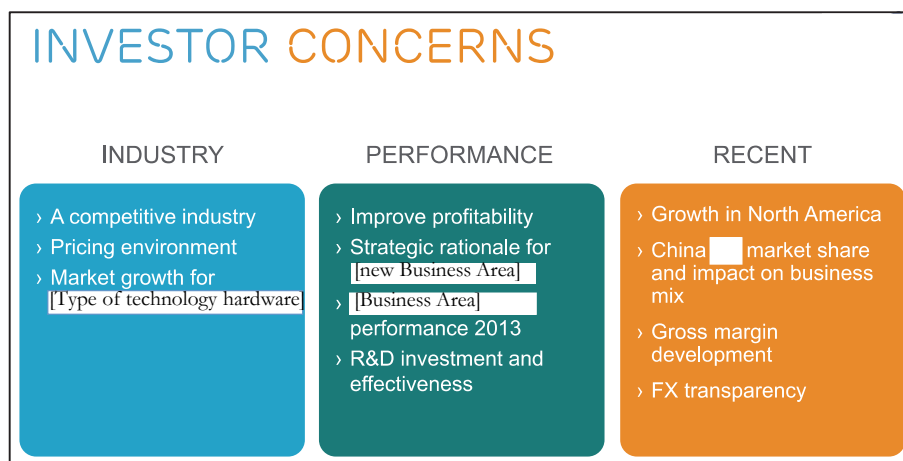 INVESTOR CONCERNS
INDUSTRY
› A competitive industry
› Pricing environment
› Market growth for
[Type of technology hardware]
PERFORMANCE
› Improve profitability
› Strategic rationale for
[new Business Area]
› [Business Area]
performance 2013
› R&D investment and
effectiveness
RECENT
› Growth in North America
› China market share
and impact on business
mix
› Gross margin
development
› FX transparency